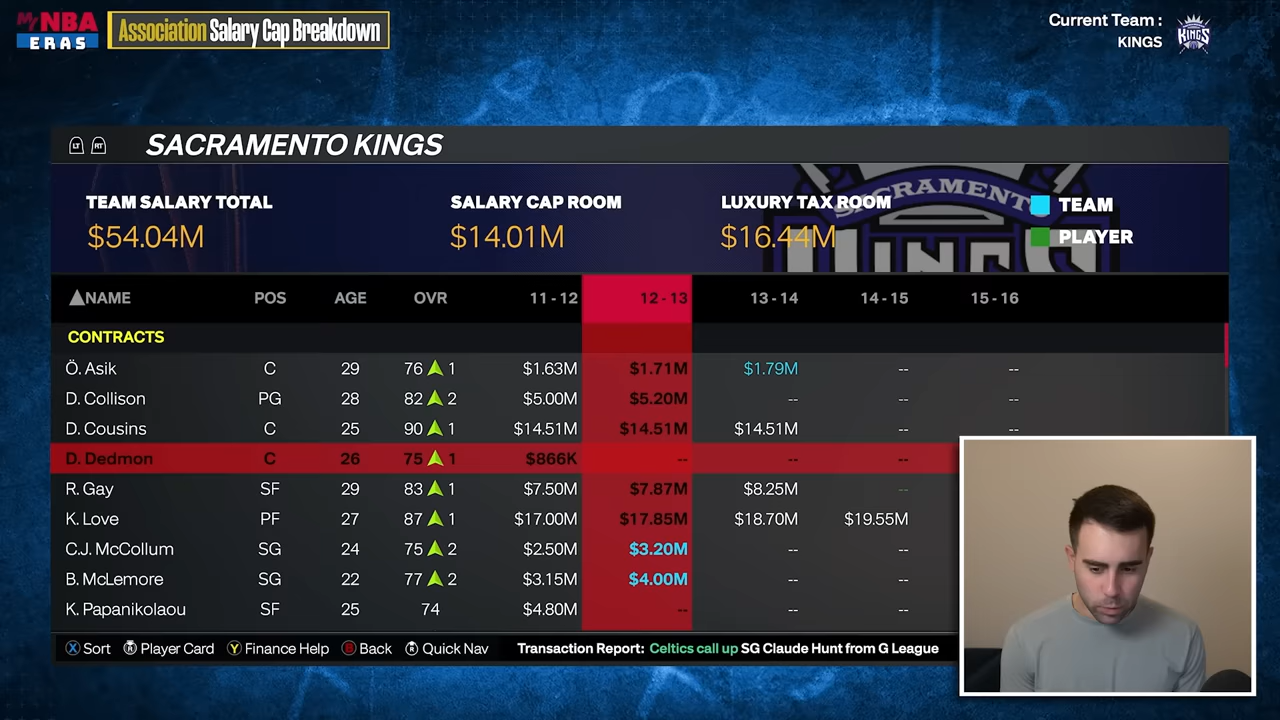 MyNBA
ERAS
Association Salary Cap Breakdown
Current Team :
KINGS
KINGS
LT RT SACRAMENTO KINGS
SACRAMENTO
KINGS
TEAM SALARY TOTAL SALARY CAP ROOM LUXURY TAX ROOM TEAM
$54.04M $14.01M $16.44M PLAYER
NAME POS AGE OVR 11 - 12 12 - 13 13 - 14 14 - 15 15 - 16
CONTRACTS
Ö. Asik C 29 76 1 $1.63M $1.71M $1.79M -- --
D. Collison PG 28 82 2 $5.00M $5.20M -- -- --
D. Cousins C 25 90 1 $14.51M $14.51M $14.51M -- --
D. Dedmon C 26 75 1 $866K -- -- --
R. Gay SF 29 83 1 $7.50M $7.87M $8.25M --
K. Love PF 27 87 1 $17.00M $17.85M $18.70M $19.55M
C.J. McCollum SG 24 75 2 $2.50M $3.20M -- --
B. McLemore SG 22 77 2 $3.15M $4.00M -- --
K. Papanikolaou SF 25 74 $4.80M -- -- --
X Sort R Player Card Y Finance Help B Back R Quick Nav Transaction Report: Celtics call up SG Claude Hunt from G League